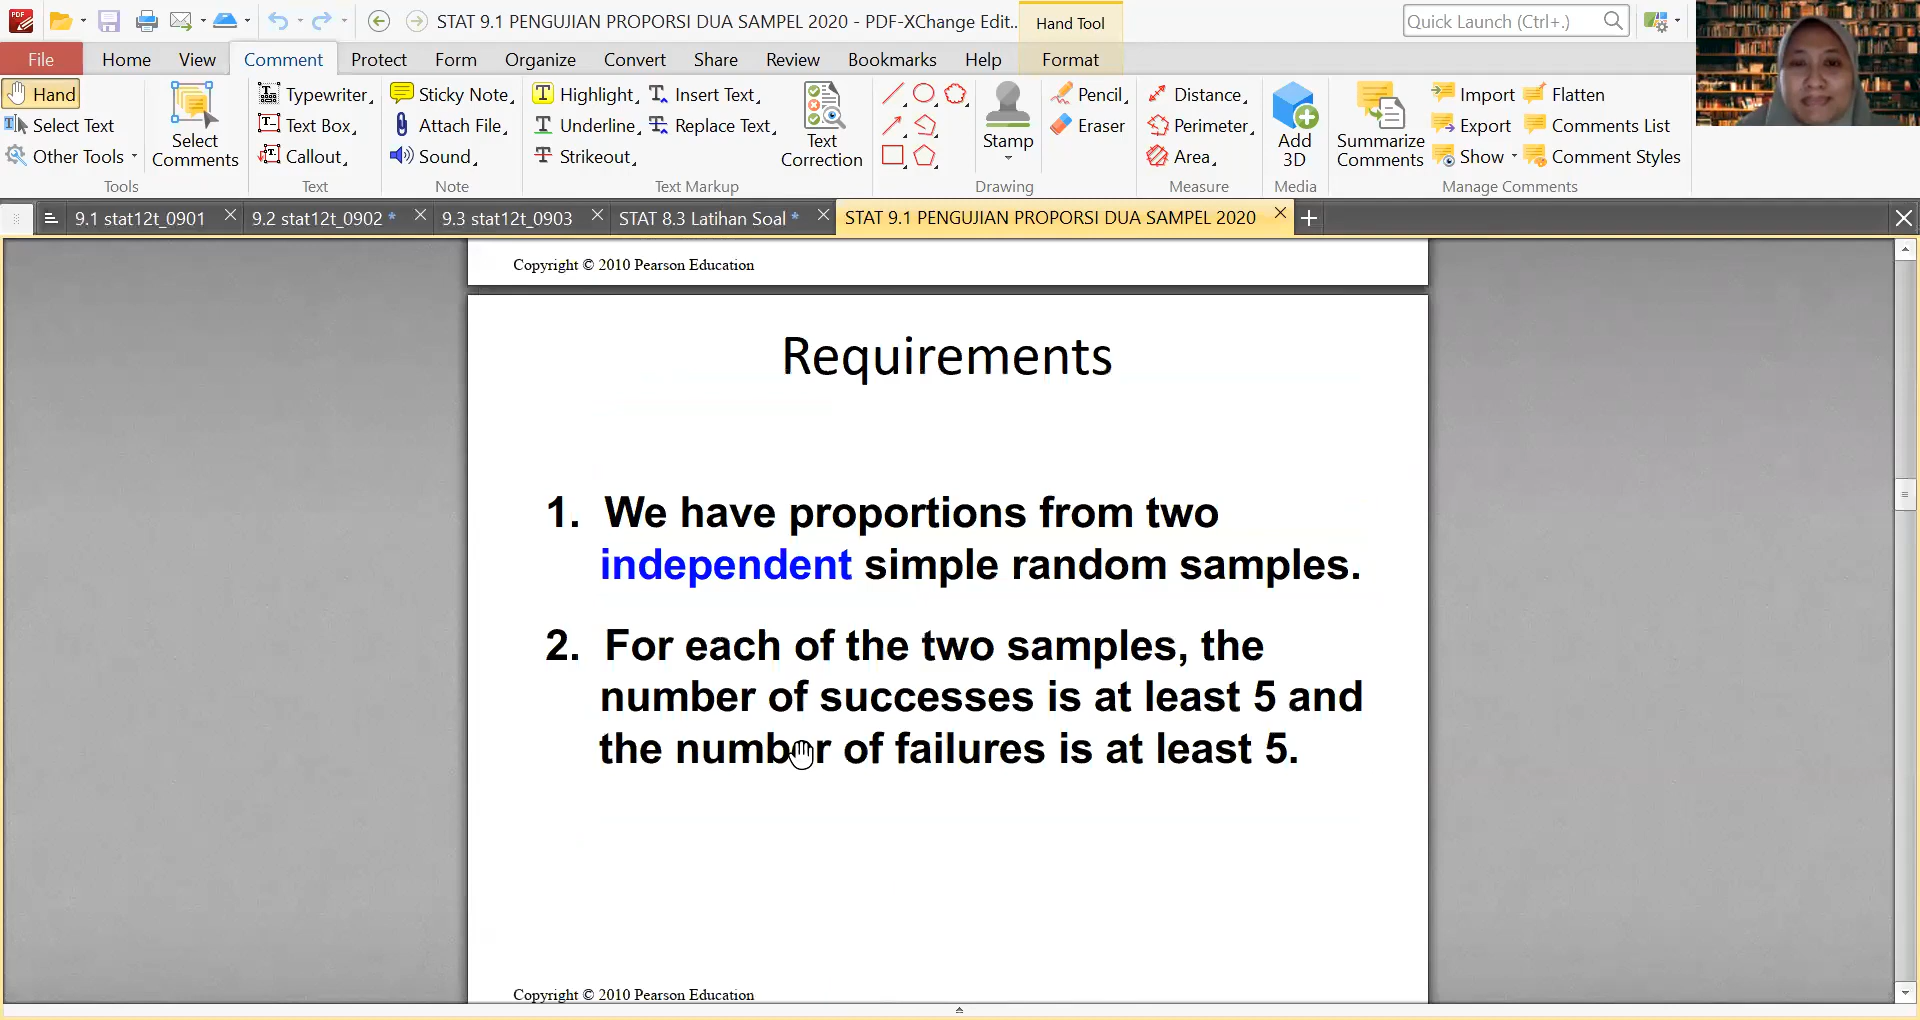 STAT 9.1 PENGUJIAN PROPORSI DUA SAMPEL 2020 - PDF-XChange Edit...
Hand Tool
Quick Launch (Ctrl+.)
File Home View Comment Protect Form Organize Convert Share Review Bookmarks Help Format
Hand
Select Text
Other Tools
Select
Comments
Tools
Typewriter
Text Box
Callout
Text
Sticky Note
Attach File
Sound
Note
Highlight
Underline
Strikeout
Insert Text
Replace Text
Text
Correction
Text Markup
Stamp
Pencil
Eraser
Drawing
Distance
Perimeter
Area
Measure
Add
3D
Media
Summarize
Comments
Import
Export
Show
Flatten
Comments List
Comment Styles
Manage Comments
9.1 stat12t_0901
9.2 stat12t_0902 *
9.3 stat12t_0903
STAT 8.3 Latihan Soal *
STAT 9.1 PENGUJIAN PROPORSI DUA SAMPEL 2020
Copyright © 2010 Pearson Education
Requirements
1. We have proportions from two
independent simple random samples.
2. For each of the two samples, the
number of successes is at least 5 and
the number of failures is at least 5.
Copyright © 2010 Pearson Education